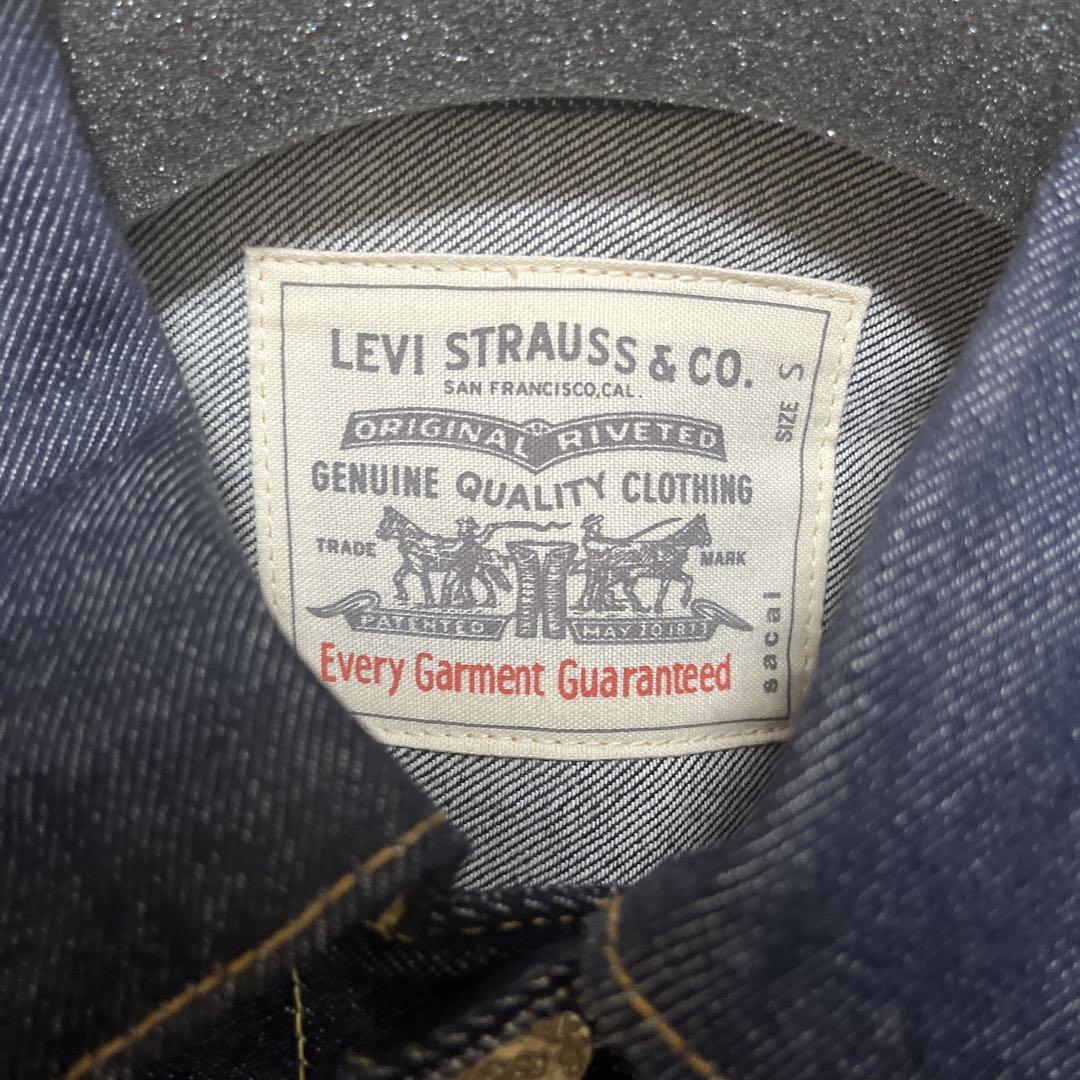 LEVI STRAUSS & CO.
SAN FRANCISCO, CAL.
ORIGINAL RIVETED
GENUINE QUALITY CLOTHING
TRADE MARK
PATENTED MAY 20 1873
Every Garment Guaranteed
SIZE S
sacai